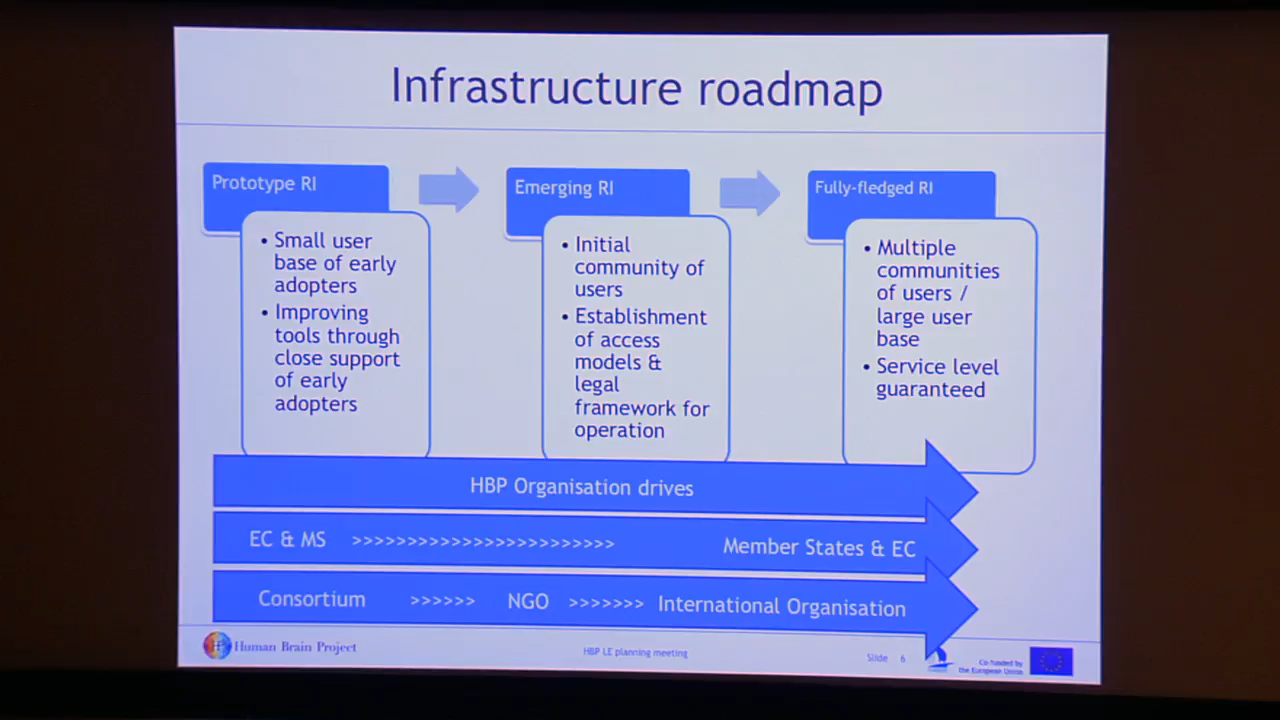 Infrastructure roadmap
Prototype RI
• Small user
base of early
adopters
• Improving
tools through
close support
of early
adopters
Emerging RI
• Initial
community of
users
• Establishment
of access
models &
legal
framework for
operation
Fully-fledged RI
• Multiple
communities
of users /
large user
base
• Service level
guaranteed
HBP Organisation drives
EC & MS >>>>>>>>>>>>>>>>>>>>>>>> Member States & EC
Consortium >>>>>> NGO >>>>>>> International Organisation
Human Brain Project
HBP LE planning meeting
Slide 6
Co-funded by
the European Union